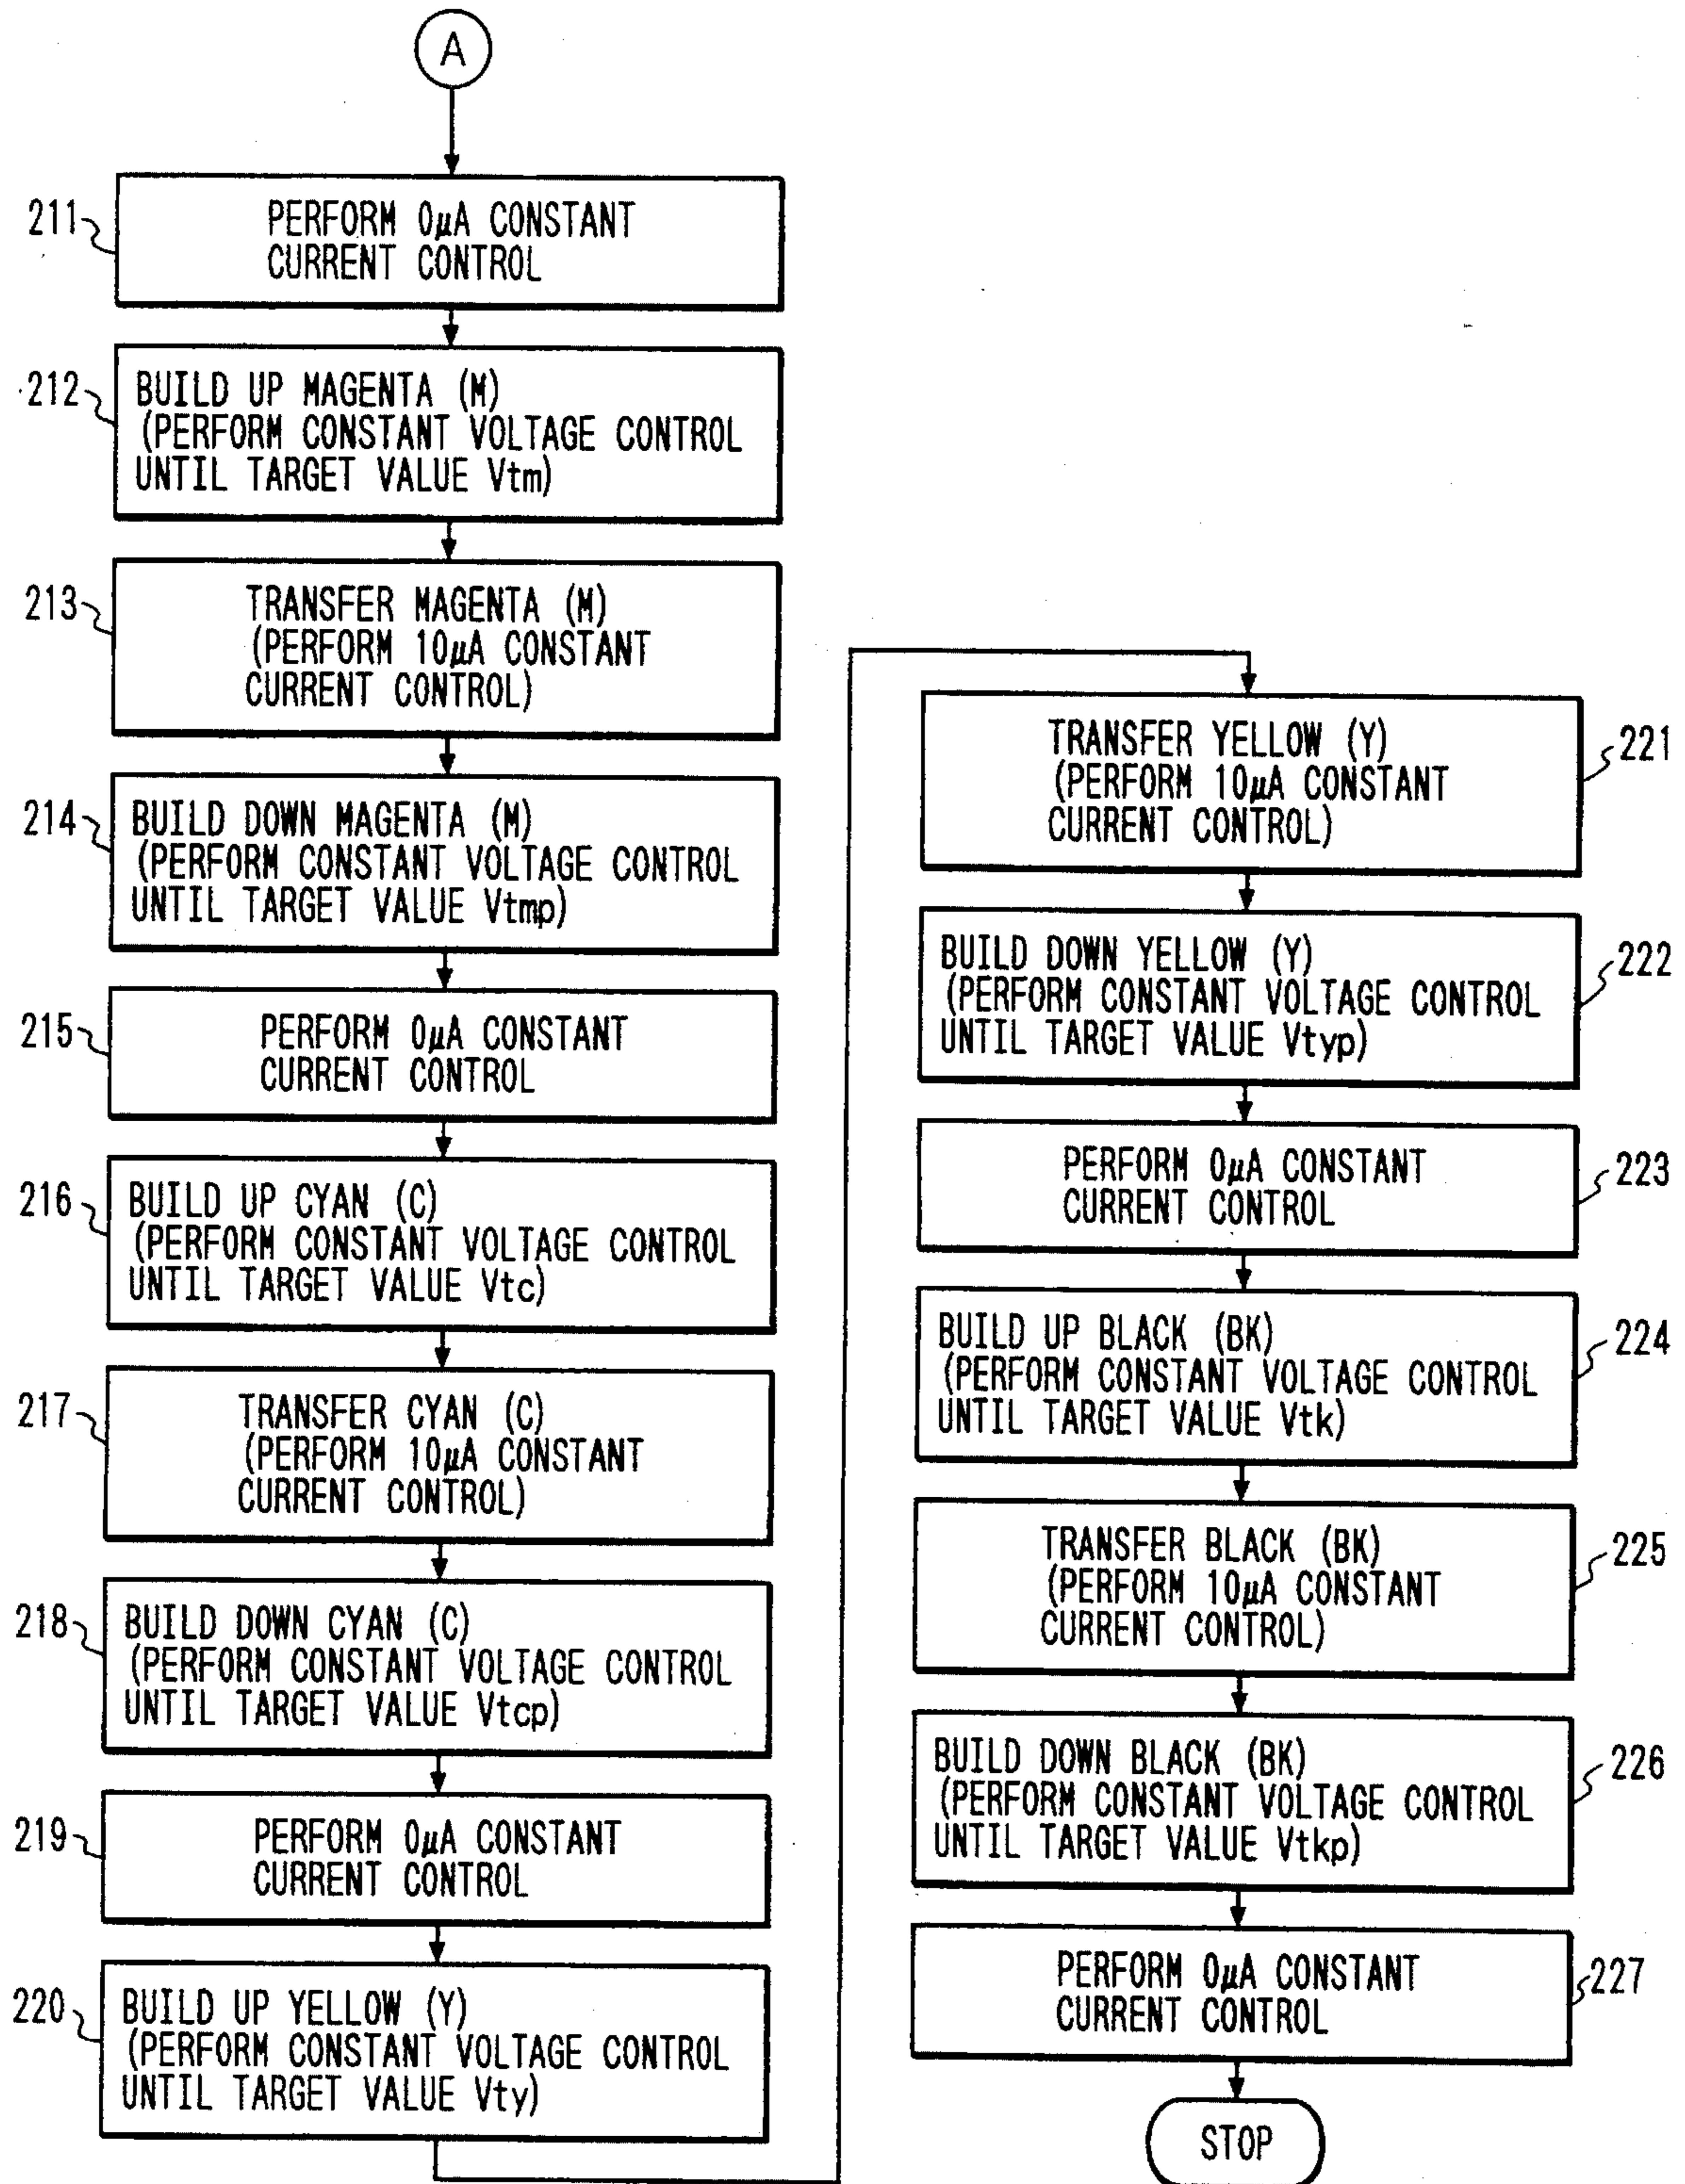 A
211
PERFORM 0μA CONSTANT
CURRENT CONTROL
212
BUILD UP MAGENTA (M)
(PERFORM CONSTANT VOLTAGE CONTROL
UNTIL TARGET VALUE Vtm)
213
TRANSFER MAGENTA (M)
(PERFORM 10μA CONSTANT
CURRENT CONTROL)
214
BUILD DOWN MAGENTA (M)
(PERFORM CONSTANT VOLTAGE CONTROL
UNTIL TARGET VALUE Vtmp)
215
PERFORM 0μA CONSTANT
CURRENT CONTROL
216
BUILD UP CYAN (C)
(PERFORM CONSTANT VOLTAGE CONTROL
UNTIL TARGET VALUE Vtc)
217
TRANSFER CYAN (C)
(PERFORM 10μA CONSTANT
CURRENT CONTROL)
218
BUILD DOWN CYAN (C)
(PERFORM CONSTANT VOLTAGE CONTROL
UNTIL TARGET VALUE Vtcp)
219
PERFORM 0μA CONSTANT
CURRENT CONTROL
220
BUILD UP YELLOW (Y)
(PERFORM CONSTANT VOLTAGE CONTROL
UNTIL TARGET VALUE Vty)
TRANSFER YELLOW (Y)
(PERFORM 10μA CONSTANT
CURRENT CONTROL)
221
BUILD DOWN YELLOW (Y)
(PERFORM CONSTANT VOLTAGE CONTROL
UNTIL TARGET VALUE Vtyp)
222
PERFORM 0μA CONSTANT
CURRENT CONTROL
223
BUILD UP BLACK (BK)
(PERFORM CONSTANT VOLTAGE CONTROL
UNTIL TARGET VALUE Vtk)
224
TRANSFER BLACK (BK)
(PERFORM 10μA CONSTANT
CURRENT CONTROL)
225
BUILD DOWN BLACK (BK)
(PERFORM CONSTANT VOLTAGE CONTROL
UNTIL TARGET VALUE Vtkp)
226
PERFORM 0μA CONSTANT
CURRENT CONTROL
227
STOP